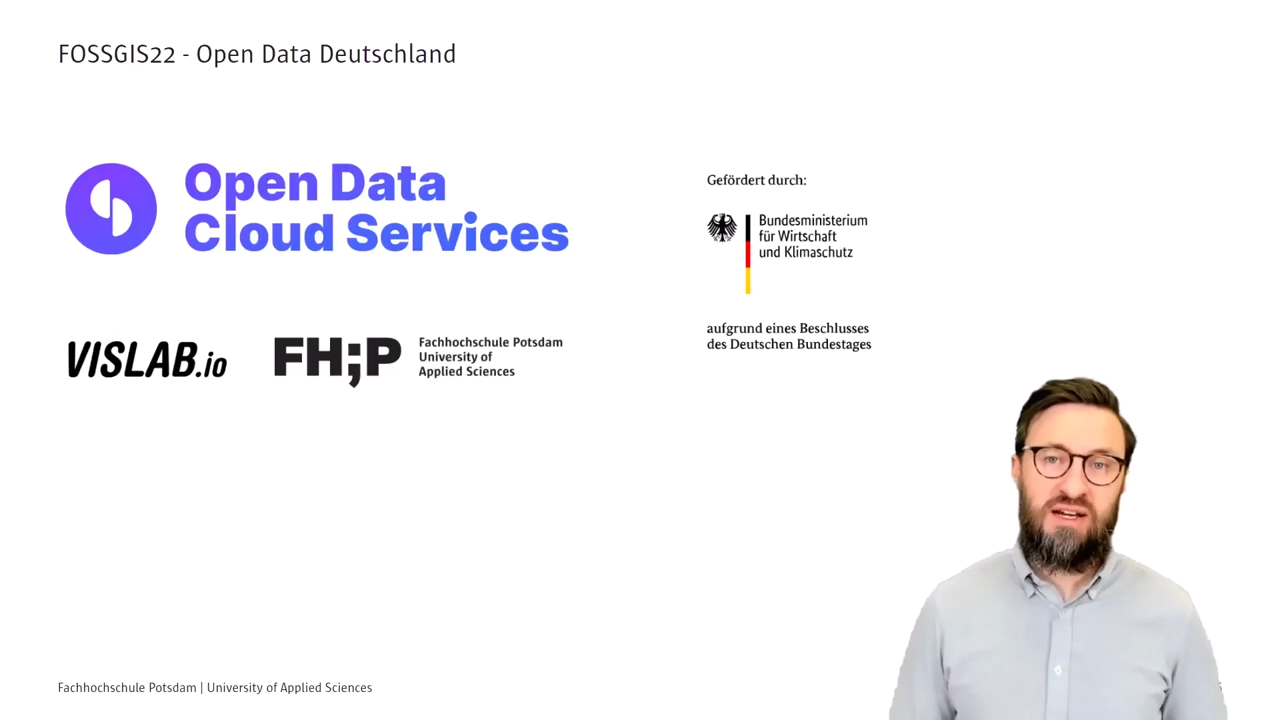 FOSSGIS22 - Open Data Deutschland
Open Data
Cloud Services
VISLAB.io
FH;P
Fachhochschule Potsdam
University of
Applied Sciences
Gefördert durch:
Bundesministerium
für Wirtschaft
und Klimaschutz
aufgrund eines Beschlusses
des Deutschen Bundestages
Fachhochschule Potsdam | University of Applied Sciences